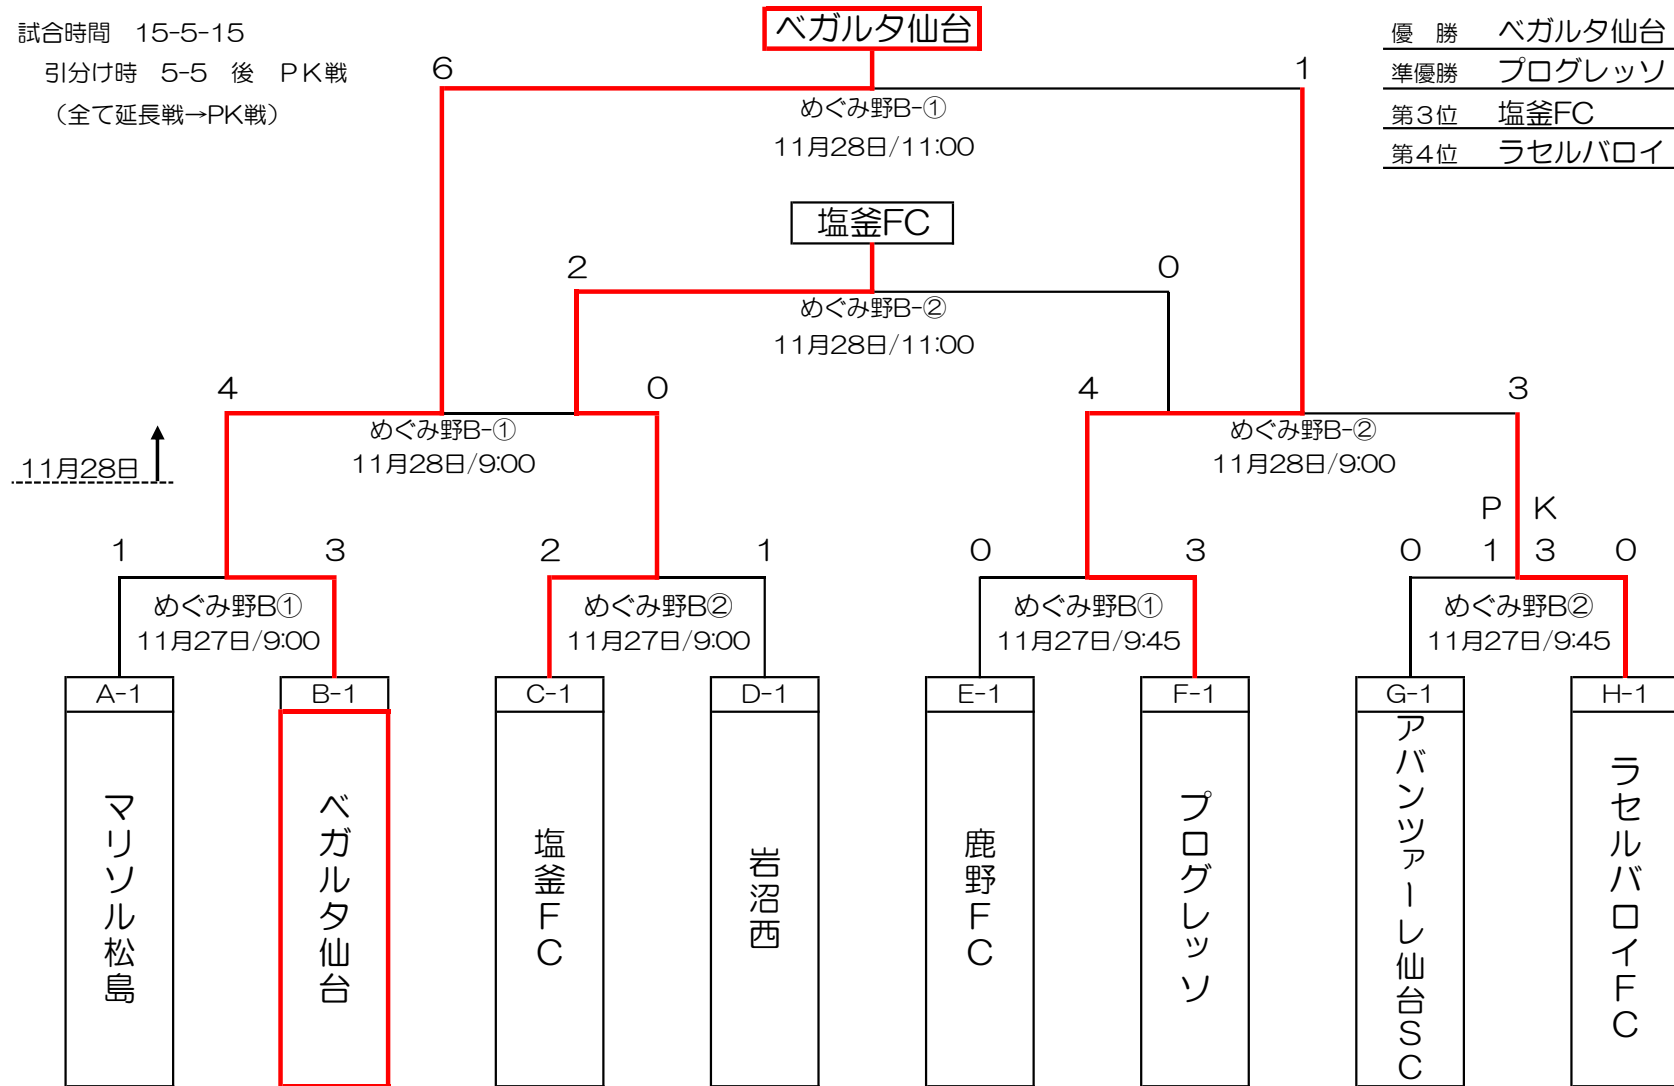 試合時間　15-5-15
引分け時　5-5　後　PK戦
（全て延長戦→PK戦）
ベガルタ仙台
優　勝　ベガルタ仙台
準優勝　プログレッソ
第3位　塩釜FC
第4位　ラセルバロイ
6　1
めぐみ野B-①
11月28日/11:00
塩釜FC
2　0
めぐみ野B-②
11月28日/11:00
4　0　4　3
めぐみ野B-①　めぐみ野B-②
11月28日/9:00　11月28日/9:00
11月28日
P K
1　3　2　1　0　3　0　1　3　0
めぐみ野B①　めぐみ野B②　めぐみ野B①　めぐみ野B②
11月27日/9:00　11月27日/9:00　11月27日/9:45　11月27日/9:45
A-1　B-1　C-1　D-1　E-1　F-1　G-1　H-1
マリソル松島
ベガルタ仙台
塩釜FC
岩沼西
鹿野FC
プログレッソ
アバンツァーレ仙台SC
ラセルバロイFC